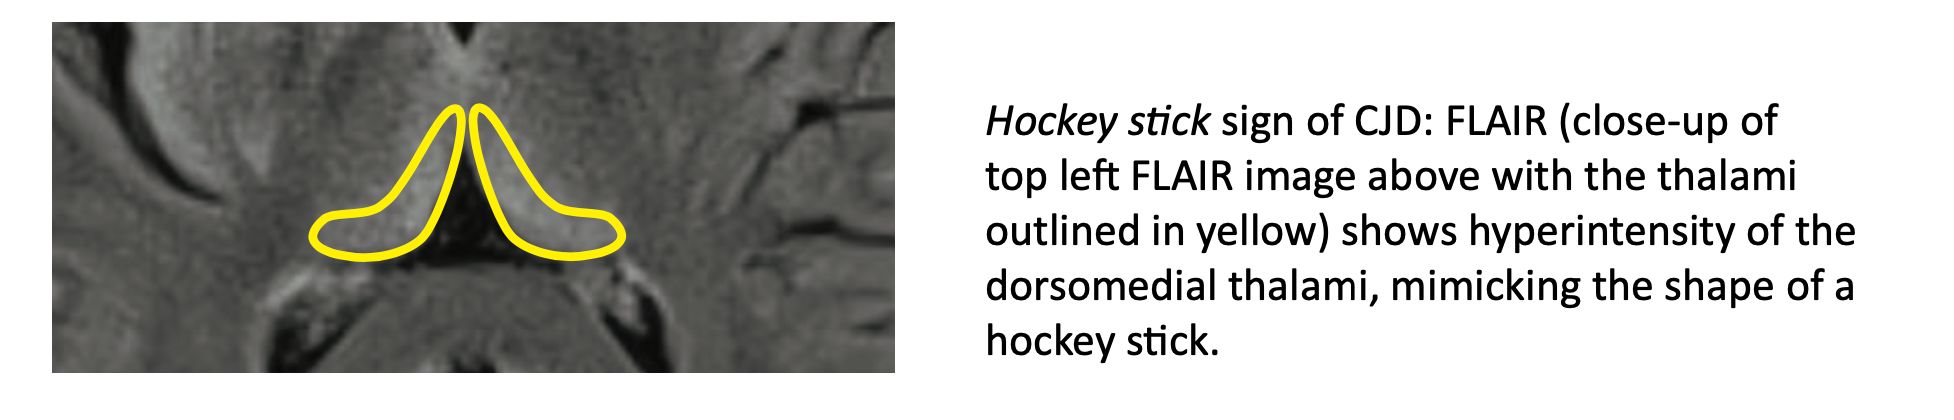 Hockey stick sign of CJD: FLAIR (close-up of
top left FLAIR image above with the thalami
outlined in yellow) shows hyperintensity of the
dorsomedial thalami, mimicking the shape of a
hockey stick.